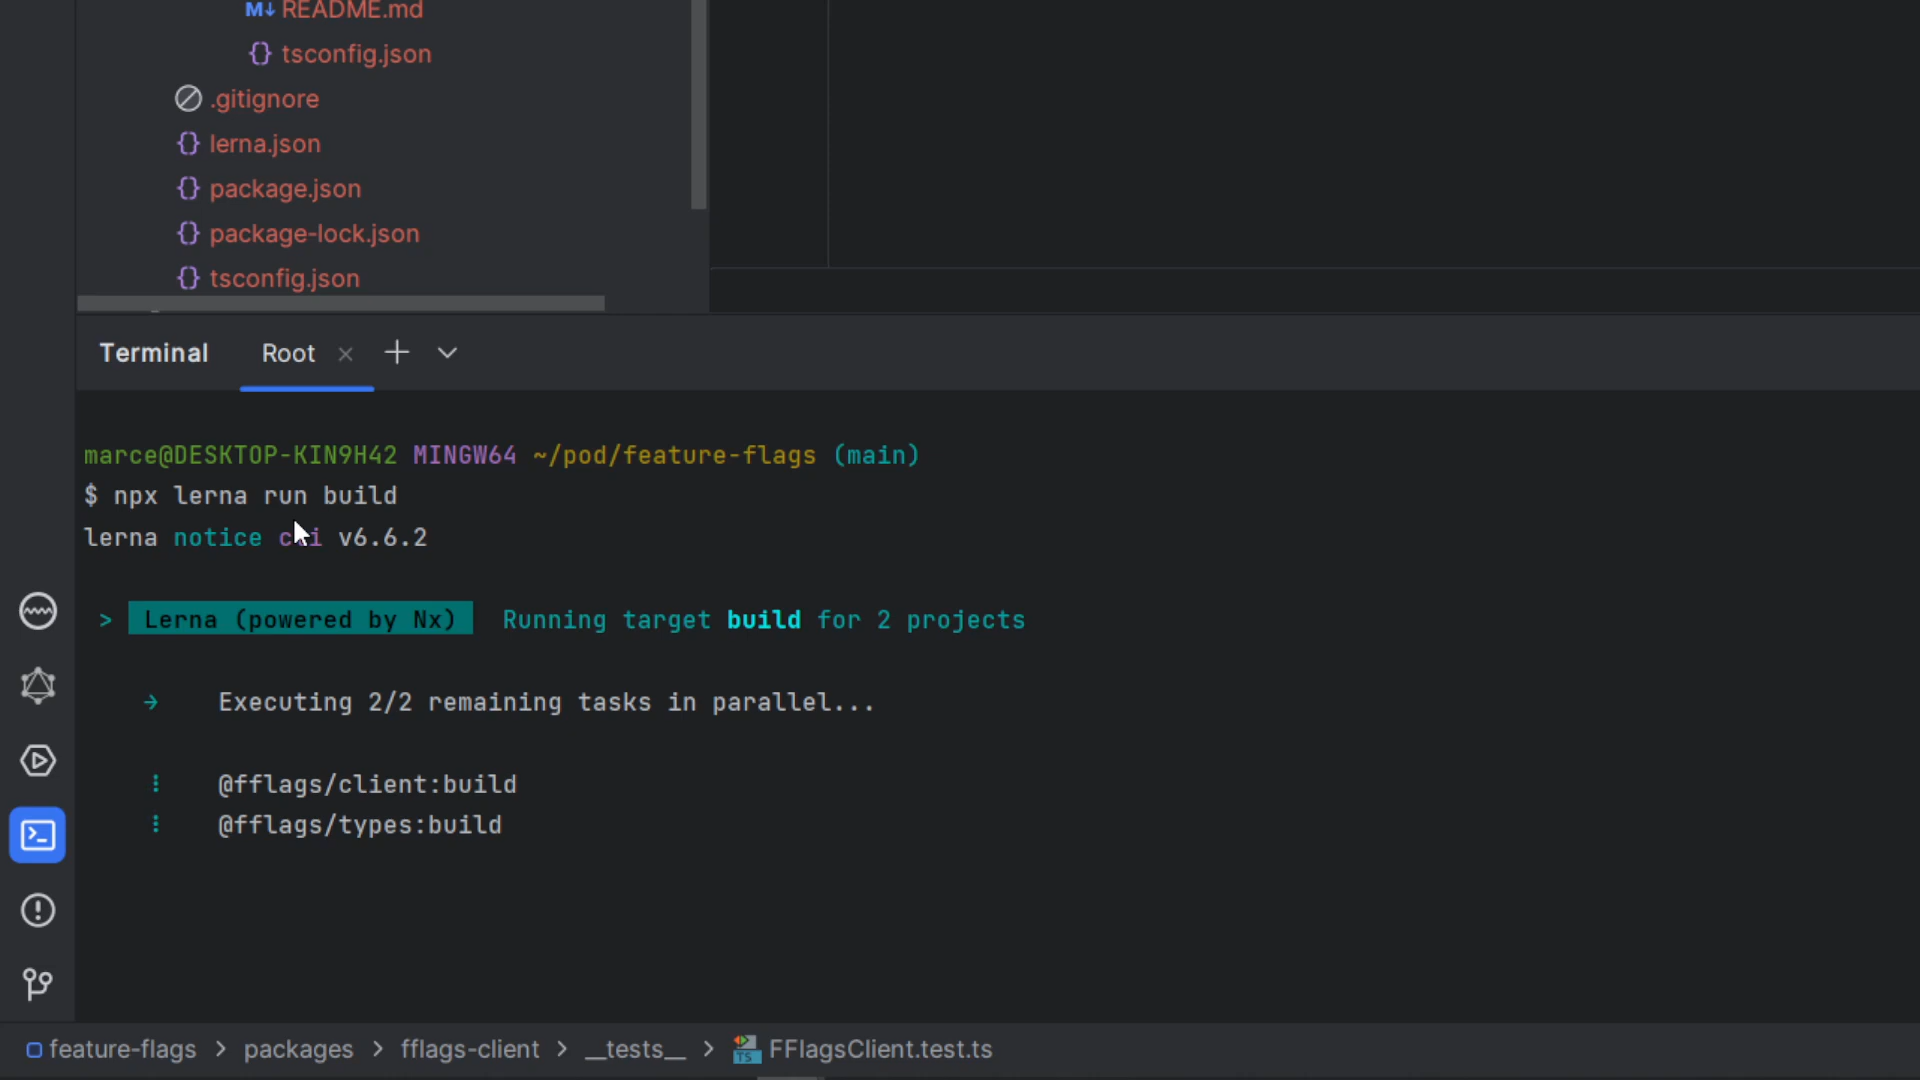 M↓ README.md
{} tsconfig.json
.gitignore
{} lerna.json
{} package.json
{} package-lock.json
{} tsconfig.json
Terminal Root × +
marce@DESKTOP-KIN9H42 MINGW64 ~/pod/feature-flags (main)
$ npx lerna run build
lerna notice cli v6.6.2
> Lerna (powered by Nx) Running target build for 2 projects
→ Executing 2/2 remaining tasks in parallel...
⁝ @fflags/client:build
⁝ @fflags/types:build
feature-flags > packages > fflags-client > __tests__ > TS FFlagsClient.test.ts